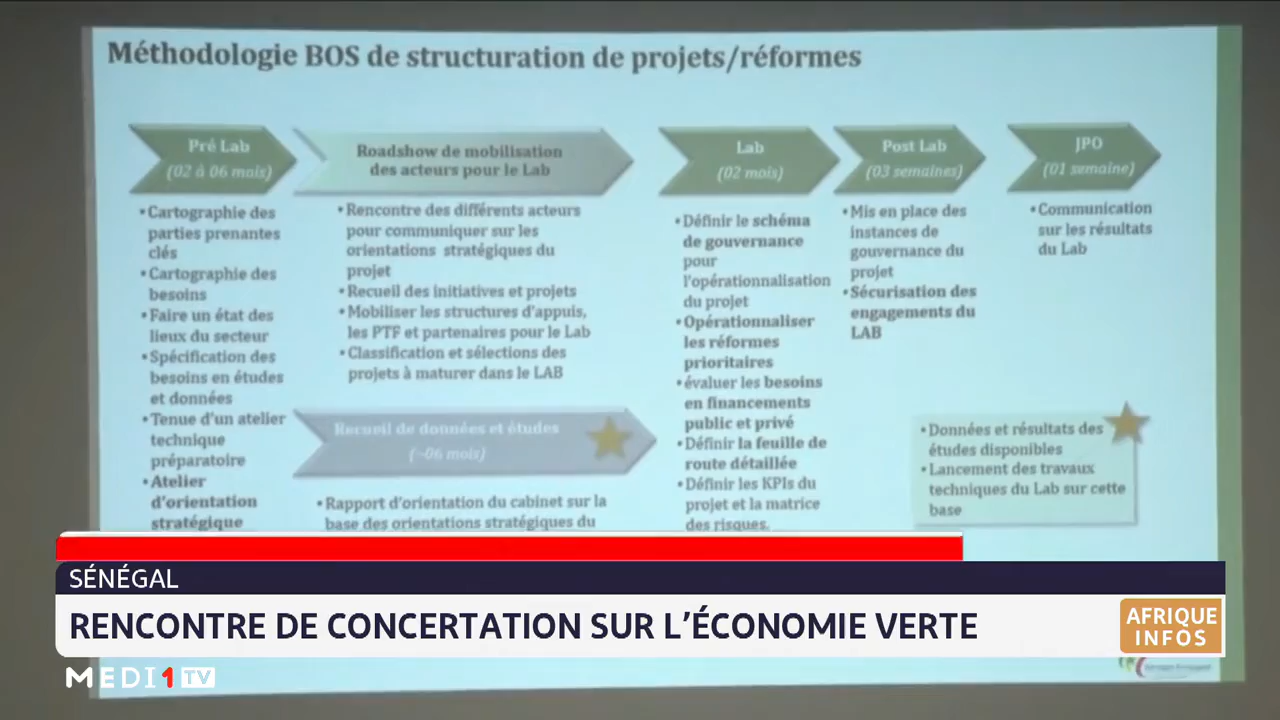 Méthodologie BOS de structuration de projets/réformes
Pré Lab
(02 à 06 mois)
• Cartographie des
parties prenantes
clés
• Cartographie des
besoins
• Faire un état des
lieux du secteur
• Spécification des
besoins en études
et données
• Tenue d'un atelier
technique
préparatoire
• Atelier
d'orientation
stratégique
Roadshow de mobilisation
des acteurs pour le Lab
• Rencontre des différents acteurs
pour communiquer sur les
orientations stratégiques du
projet
• Recueil des initiatives et projets
• Mobiliser les structures d'appuis,
les PTF et partenaires pour le Lab
• Classification et sélections des
projets à maturer dans le LAB
Recueil de données et études
(~06 mois)
• Rapport d'orientation du cabinet sur la
base des orientations stratégiques du
Lab
(02 mois)
• Définir le schéma
de gouvernance
pour
l'opérationnalisation
du projet
• Opérationnaliser
les réformes
prioritaires
• évaluer les besoins
en financements
public et privé
• Définir la feuille de
route détaillée
• Définir les KPIs du
projet et la matrice
des risques.
Post Lab
(03 semaines)
• Mis en place des
instances de
gouvernance du
projet
• Sécurisation des
engagements du
LAB
JPO
(01 semaine)
• Communication
sur les résultats
du Lab
• Données et résultats des
études disponibles
• Lancement des travaux
techniques du Lab sur cette
base
SÉNÉGAL
RENCONTRE DE CONCERTATION SUR L'ÉCONOMIE VERTE
AFRIQUE
INFOS
MEDI1TV